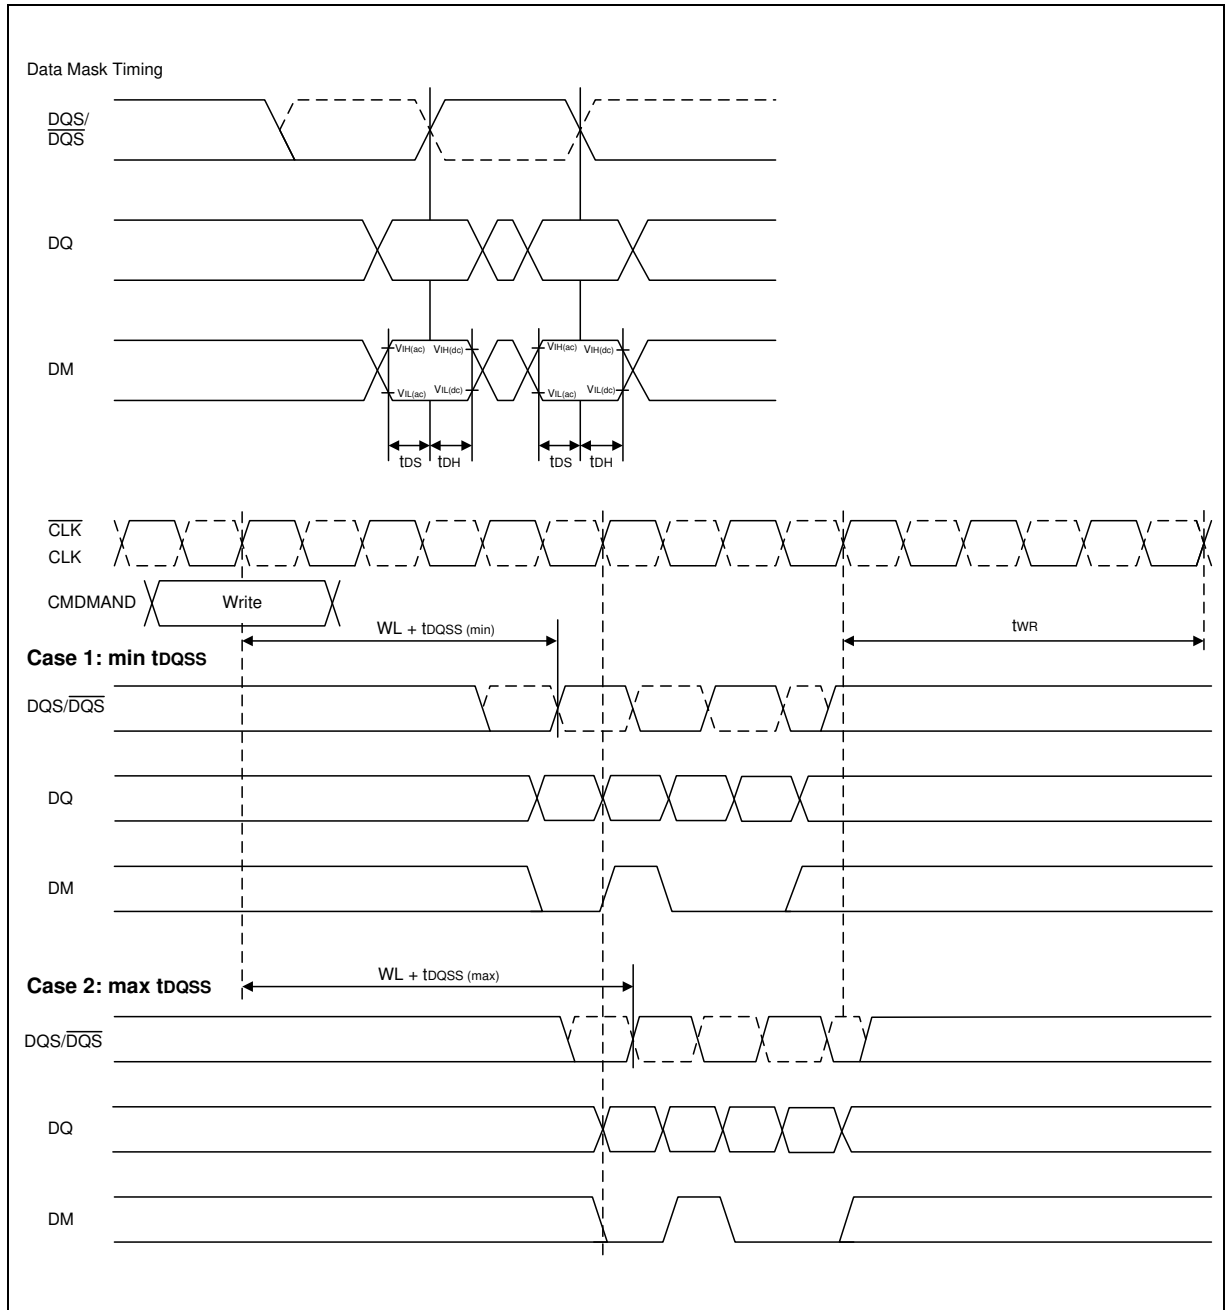 Data Mask Timing
DQS/
DQS
DQ
DM
VIH(ac) VIH(dc) VIH(ac) VIH(dc)
VIL(ac) VIL(dc) VIL(ac) VIL(dc)
tDS tDH tDS tDH
CLK
CLK
CMDMAND Write
WL + tDQSS (min) tWR
Case 1: min tDQSS
DQS/DQS
DQ
DM
WL + tDQSS (max)
Case 2: max tDQSS
DQS/DQS
DQ
DM